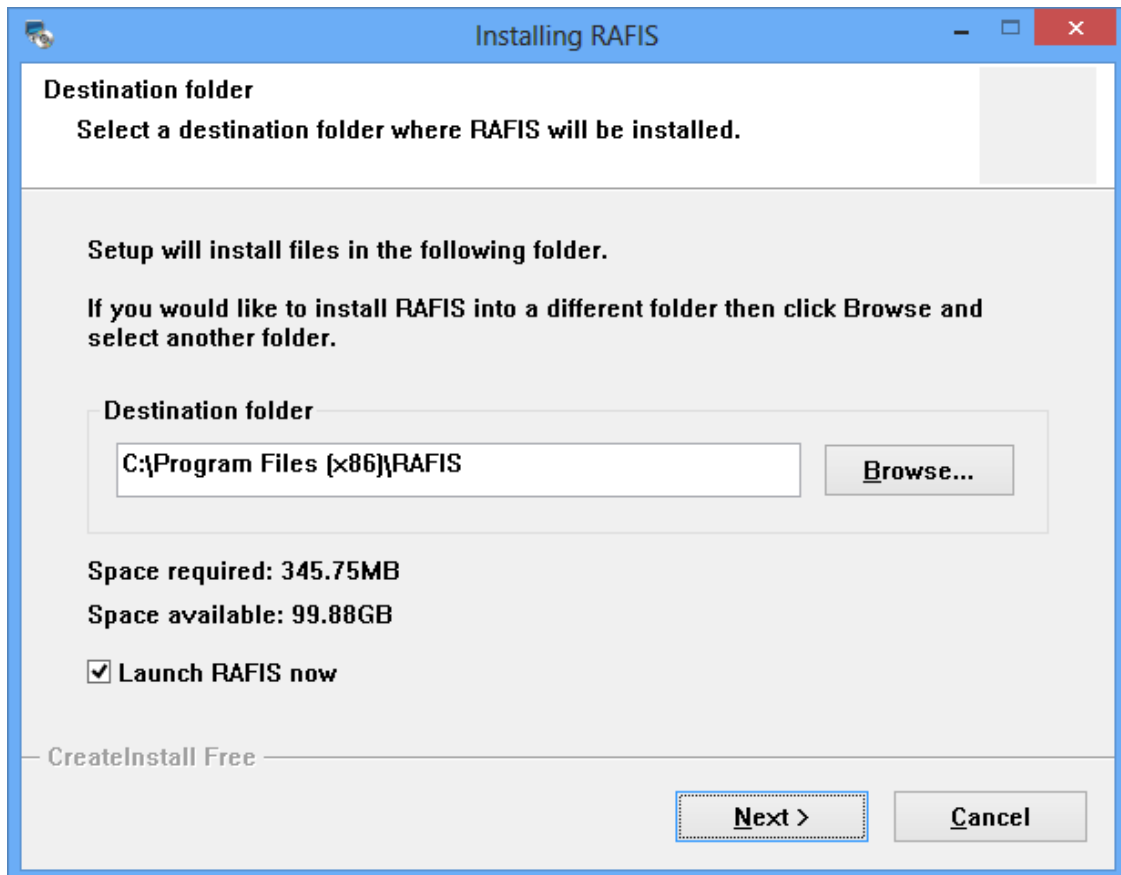 Installing RAFIS
Destination folder
Select a destination folder where RAFIS will be installed.
Setup will install files in the following folder.
If you would like to install RAFIS into a different folder then click Browse and
select another folder.
Destination folder
C:\Program Files (x86)\RAFIS
Browse...
Space required: 345.75MB
Space available: 99.88GB
Launch RAFIS now
CreateInstall Free
Next >
Cancel